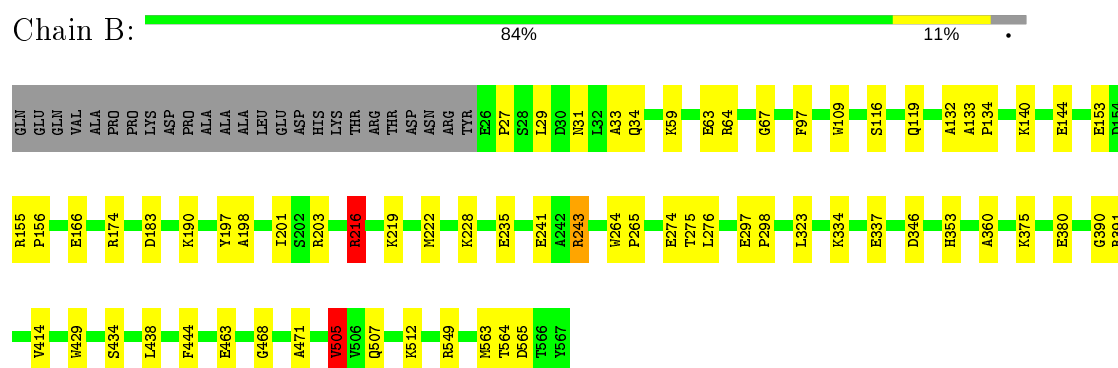 Chain B:
84% 11% •
GLN GLU GLN VAL ALA PRO PRO LYS ASP PRO ALA ALA ALA LEU GLU ASP HIS LYS THR ARG THR ASP ASN ARG TYR E26 P27 S28 L29 D30 N31 L32 A33 Q34 K59 E63 R64 G67 F97 W109 S116 Q119 A132 A133 P134 K140 E144 E153 D154
R155 P156 E166 R174 D183 K190 Y197 A198 I201 S202 R203 R216 K219 M222 K228 E235 E241 A242 R243 W264 P265 E274 T275 L276 E297 P298 L323 K334 E337 D346 H353 A360 K375 E380 G390 R391
V414 W429 S434 L438 F444 E463 G468 A471 V505 V506 Q507 K512 R549 M563 T564 D565 T566 Y567